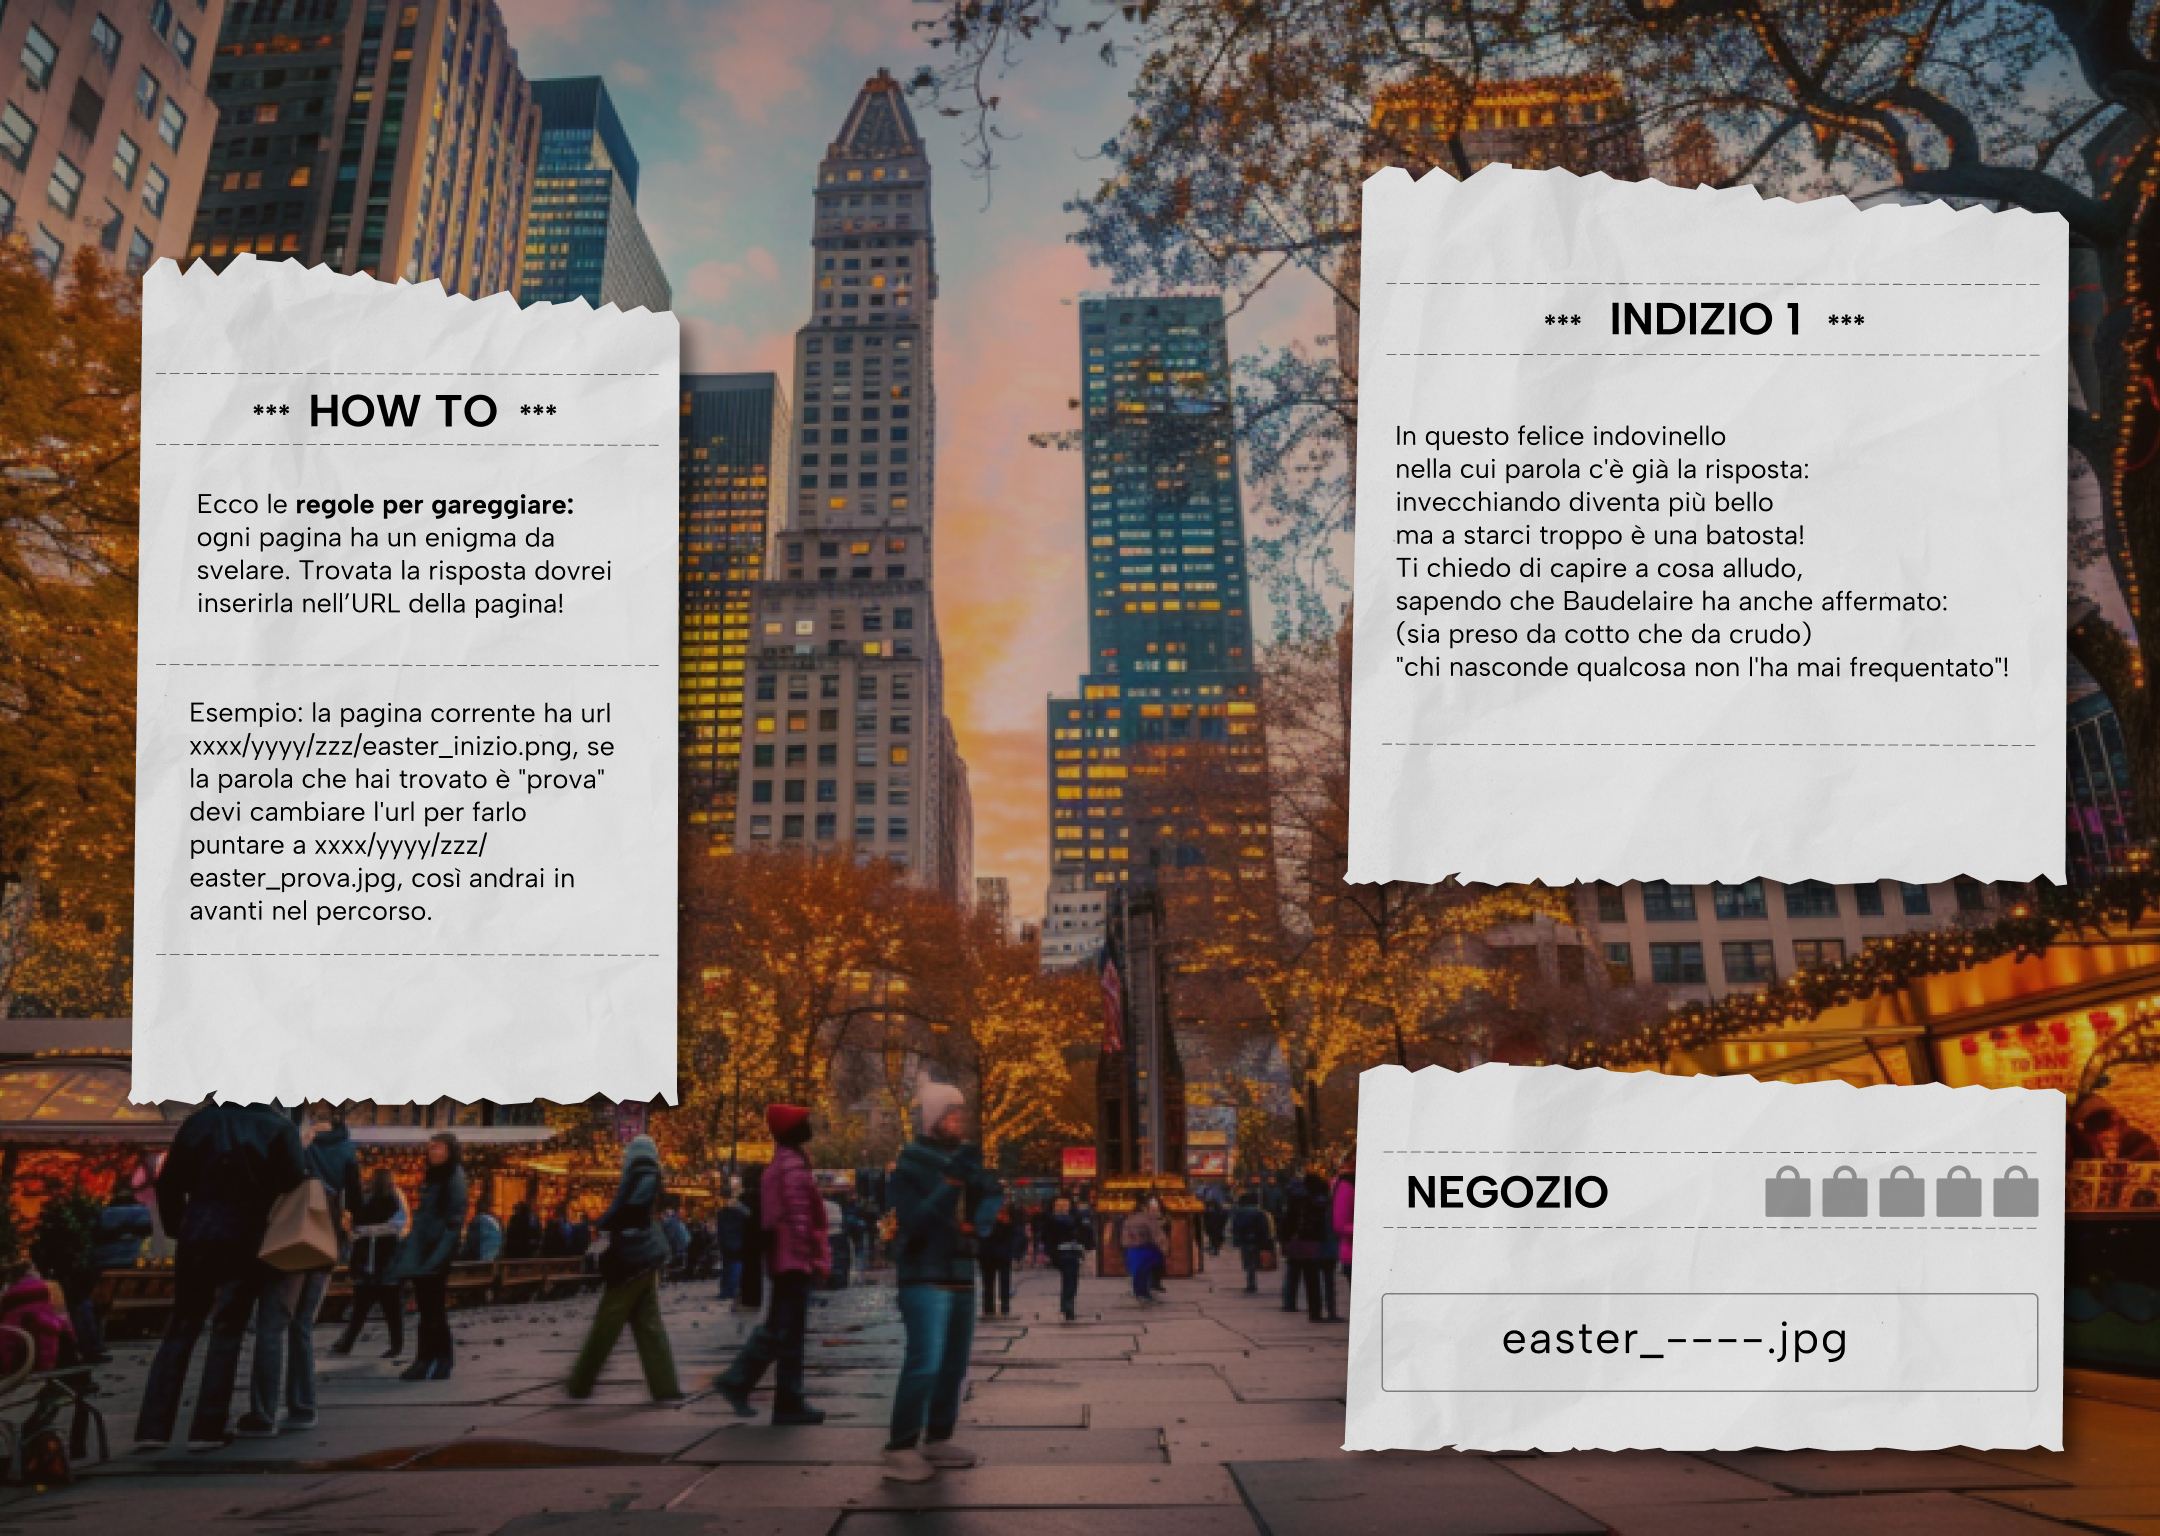 *** HOW TO ***
Ecco le regole per gareggiare:
ogni pagina ha un enigma da
svelare. Trovata la risposta dovrei
inserirla nell'URL della pagina!
Esempio: la pagina corrente ha url
xxxx/yyyy/zzz/easter_inizio.png, se
la parola che hai trovato è "prova"
devi cambiare l'url per farlo
puntare a xxxx/yyyy/zzz/
easter_prova.jpg, così andrai in
avanti nel percorso.
*** INDIZIO 1 ***
In questo felice indovinello
nella cui parola c'è già la risposta:
invecchiando diventa più bello
ma a starci troppo è una batosta!
Ti chiedo di capire a cosa alludo,
sapendo che Baudelaire ha anche affermato:
(sia preso da cotto che da crudo)
"chi nasconde qualcosa non l'ha mai frequentato"!
NEGOZIO
easter_----.jpg